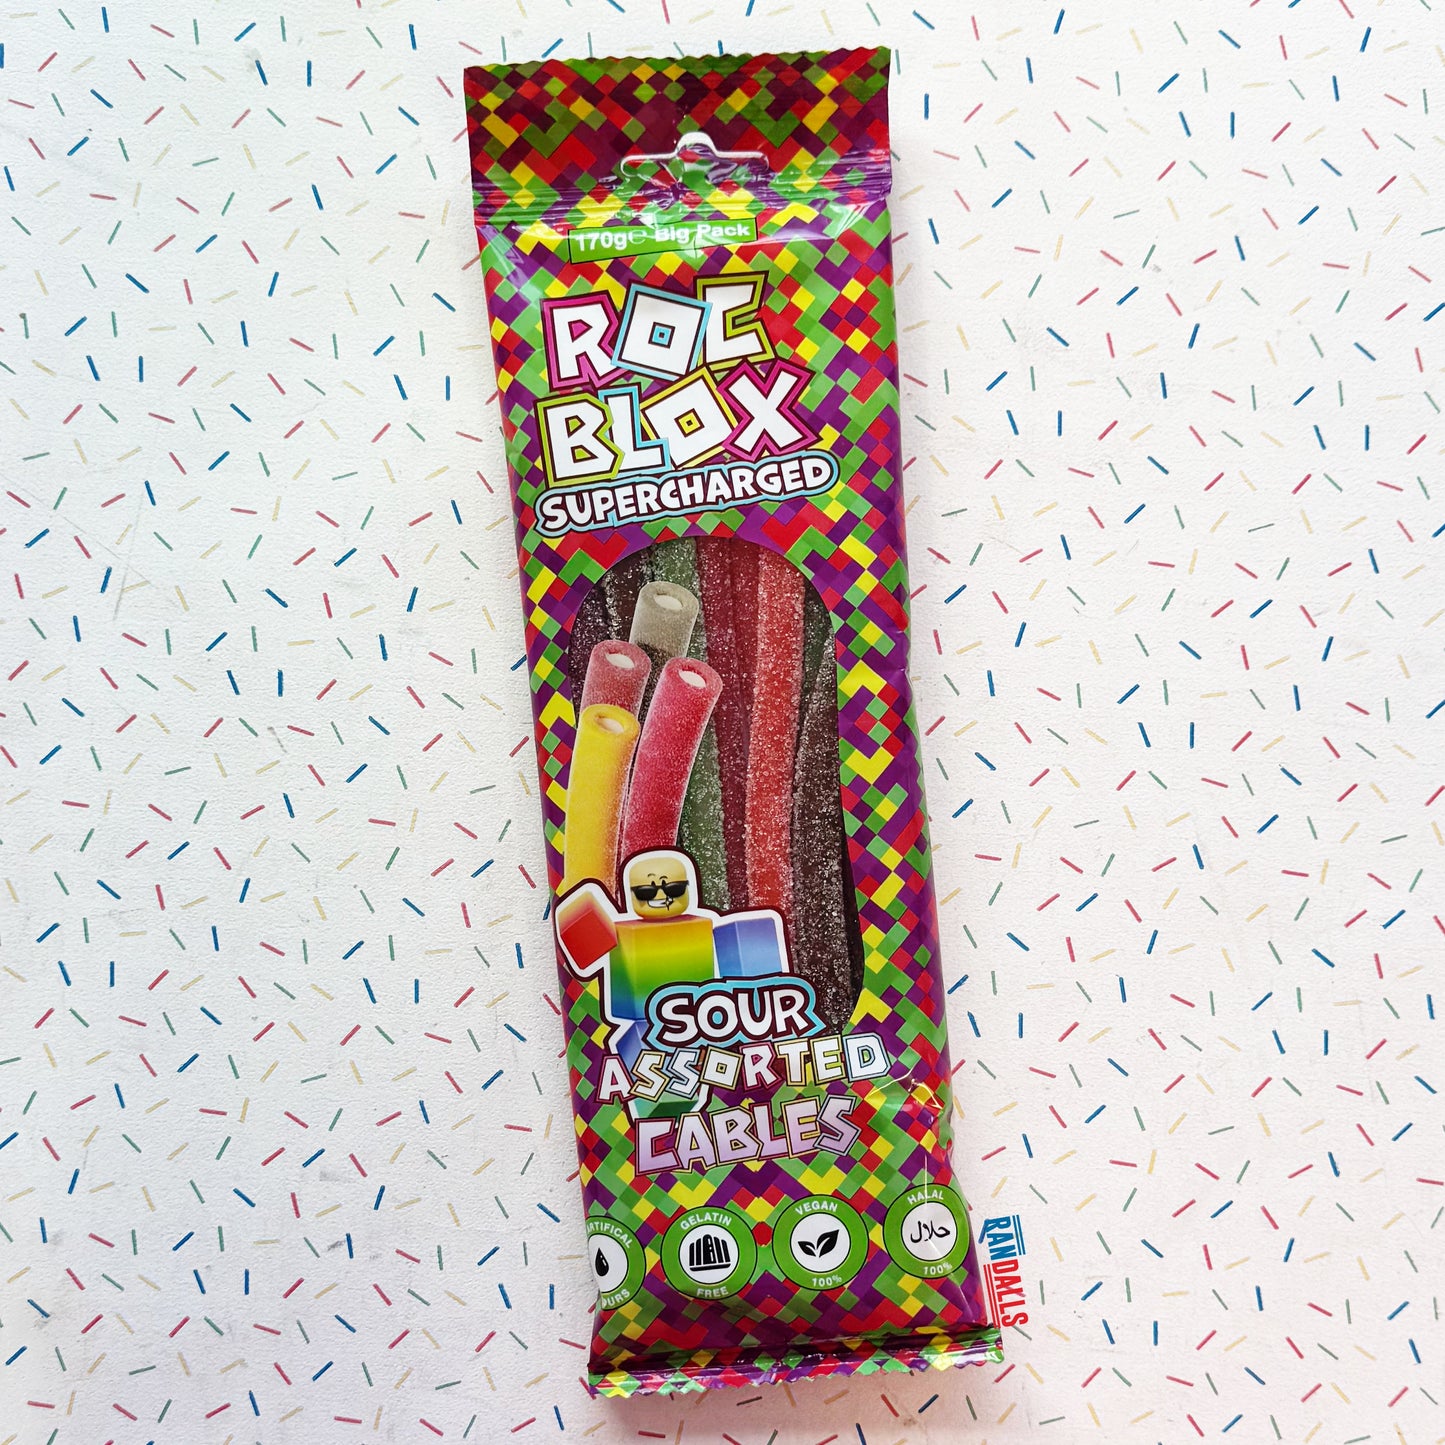 170g℮ Big Pack
ROC
BLOX
SUPERCHARGED
SOUR
ASSORTED
CABLES
GELATIN
FREE
VEGAN
100%
HALAL
حلال
100%
RANDALLS